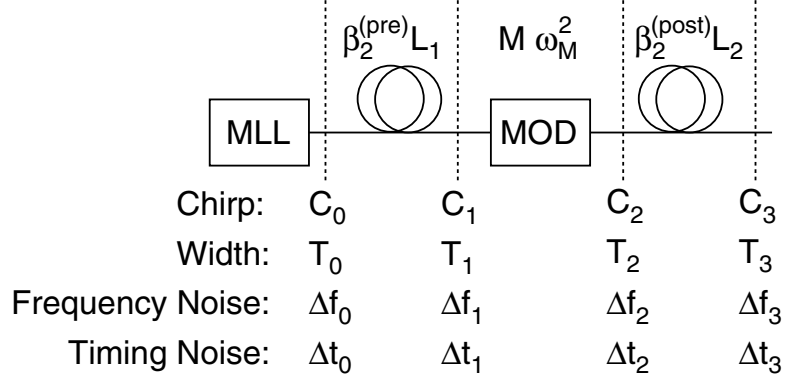 β₂⁽ᵖʳᵉ⁾L₁ M ω_M² β₂⁽ᵖᵒˢᵗ⁾L₂
MLL MOD
Chirp: C₀ C₁ C₂ C₃
Width: T₀ T₁ T₂ T₃
Frequency Noise: Δf₀ Δf₁ Δf₂ Δf₃
Timing Noise: Δt₀ Δt₁ Δt₂ Δt₃